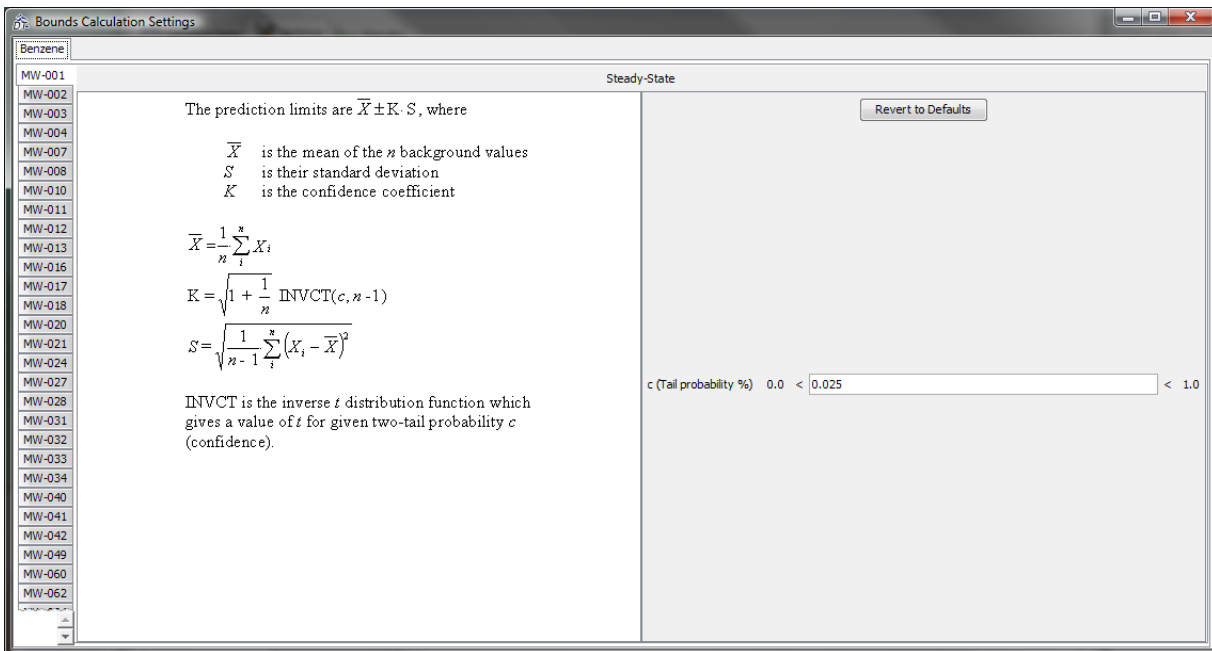 Bounds Calculation Settings
Benzene
MW-001
MW-002
MW-003
MW-004
MW-007
MW-008
MW-010
MW-011
MW-012
MW-013
MW-016
MW-017
MW-018
MW-020
MW-021
MW-024
MW-027
MW-028
MW-031
MW-032
MW-033
MW-034
MW-040
MW-041
MW-042
MW-049
MW-060
MW-062
Steady-State
The prediction limits are X̅ ± K· S, where
X̅ is the mean of the n background values
S is their standard deviation
K is the confidence coefficient
X̅ = 1/n ∑ᵢⁿ Xᵢ
K = √(1 + 1/n) INVCT(c, n -1)
S = √(1/(n - 1) ∑ᵢⁿ (Xᵢ − X̅)²)
INVCT is the inverse t distribution function which
gives a value of t for given two-tail probability c
(confidence).
Revert to Defaults
c (Tail probability %) 0.0 < 0.025 < 1.0